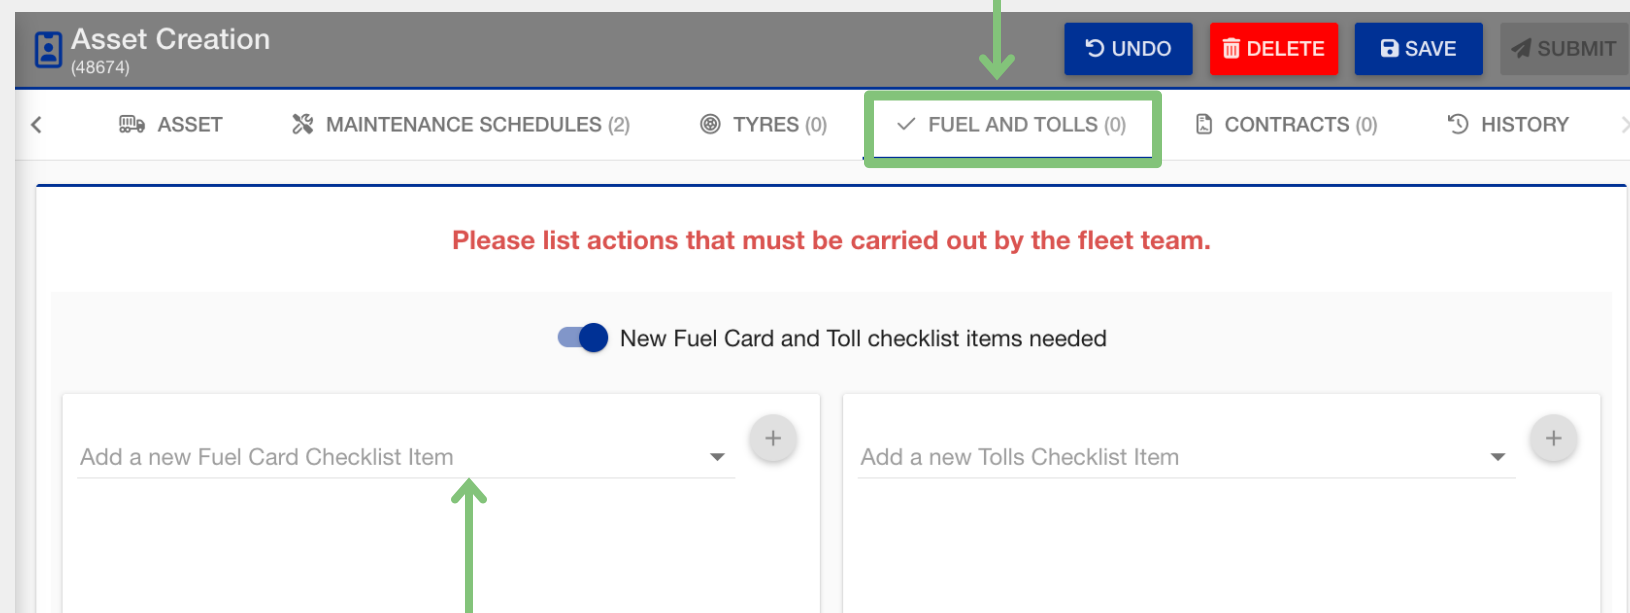 Asset Creation
(48674)
UNDO
DELETE
SAVE
SUBMIT
ASSET
MAINTENANCE SCHEDULES (2)
TYRES (0)
FUEL AND TOLLS (0)
CONTRACTS (0)
HISTORY
Please list actions that must be carried out by the fleet team.
New Fuel Card and Toll checklist items needed
Add a new Fuel Card Checklist Item
Add a new Tolls Checklist Item